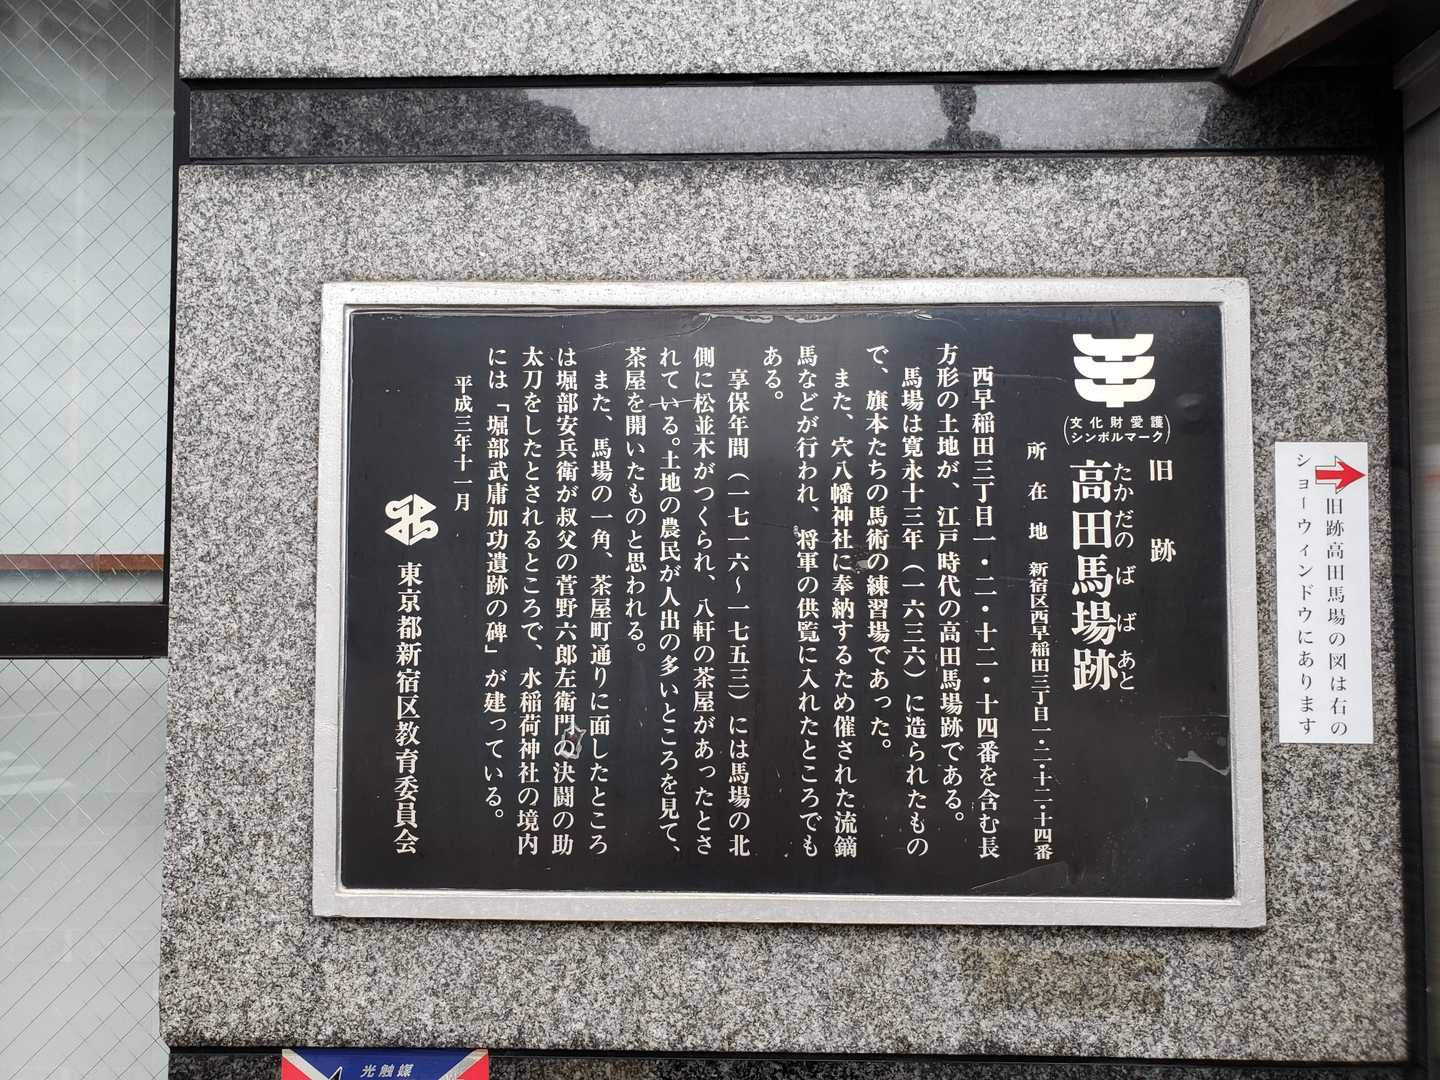 旧跡高田馬場の図は右の
ショーウィンドウにあります
文化財愛護
シンボルマーク
旧跡
たかだのばばあと
高田馬場跡
所在地 新宿区西早稲田三丁目一・二・十二・十四番
西早稲田三丁目一・二・十二・十四番を含む長
方形の土地が、江戸時代の高田馬場跡である。
馬場は寛永十三年（一六三六）に造られたもの
で、旗本たちの馬術の練習場であった。
また、穴八幡神社に奉納するため催された流鏑
馬などが行われ、将軍の供覧に入れたところでも
ある。
享保年間（一七一六〜一七五三）には馬場の北
側に松並木がつくられ、八軒の茶屋があったとさ
れている。土地の農民が人出の多いところを見て、
茶屋を開いたものと思われる。
また、馬場の一角、茶屋町通りに面したところ
は堀部安兵衛が叔父の菅野六郎左衛門の決闘の助
太刀をしたとされるところで、水稲荷神社の境内
には「堀部武庸加功遺跡の碑」が建っている。
平成三年十一月
東京都新宿区教育委員会
光触媒